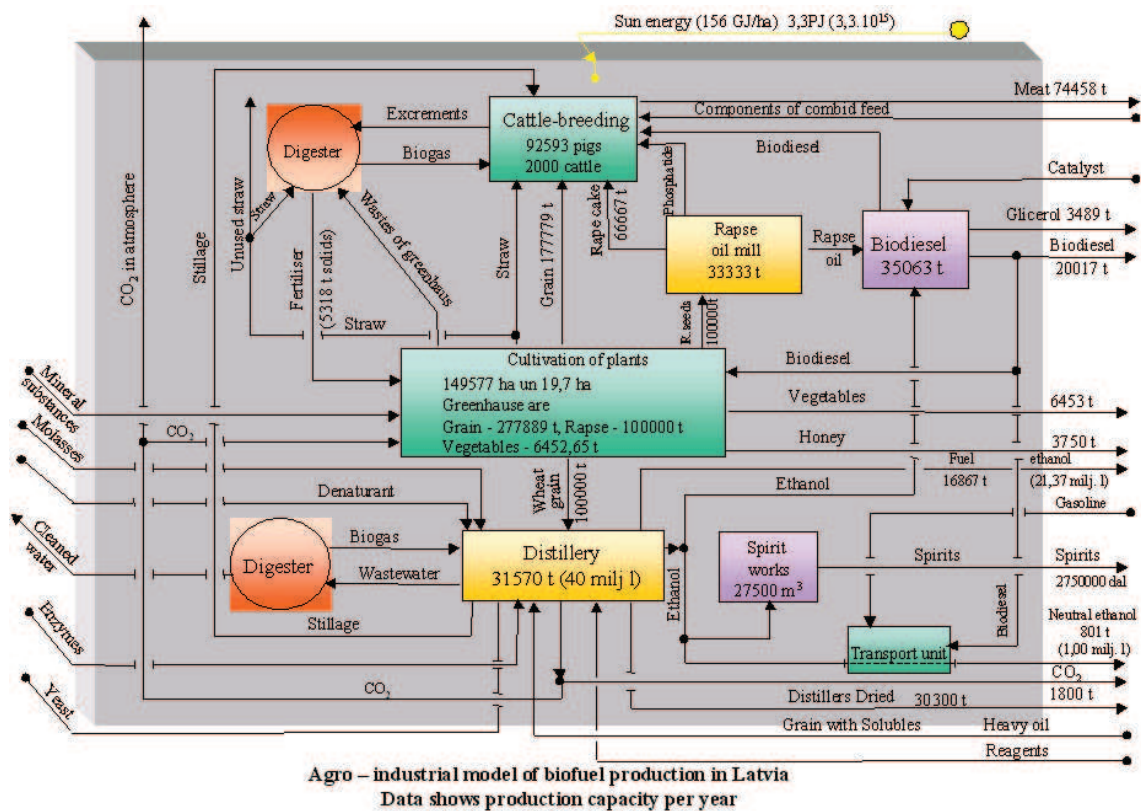 Sun energy (156 GJ/ha) 3,3PJ (3,3.10¹⁵)
CO₂ in atmosphere
Stillage
Unused straw
Straw
Digester
Excrements
Biogas
Cattle-breeding
92593 pigs
2000 cattle
Meat 74458 t
Components of combid feed
Biodiesel
Catalyst
Glicerol 3489 t
Biodiesel
20017 t
Biodiesel
35063 t
Rapse
oil
Rapse
oil mill
33333 t
Phosphatide
Rape cake
66667 t
Grain 177779 t
Straw
Wastes of greenhaus
Fertiliser
(5318 t solids)
Straw
R.seeds
100000t
Cultivation of plants
149577 ha un 19,7 ha
Greenhause are
Grain - 277889 t, Rapse - 100000 t
Vegetables - 6452,65 t
Biodiesel
Vegetables
6453 t
Honey
3750 t
Fuel
16867 t
ethanol
(21,37 milj. l)
Mineral
substances
Molasses
CO₂
Denaturant
Wheat
grain
100000 t
Ethanol
Gasoline
Cleaned
water
Digester
Biogas
Wastewater
Distillery
31570 t (40 milj l)
Ethanol
Spirit
works
27500 m³
Spirits
Spirits
2750000 dal
Biodiesel
Neutral ethanol
801 t
(1,00 milj. l)
Transport unit
Stillage
Enzymes
Yeast
CO₂
CO₂
1800 t
Distillers Dried
30300 t
Grain with Solubles
Heavy oil
Reagents
Agro – industrial model of biofuel production in Latvia
Data shows production capacity per year